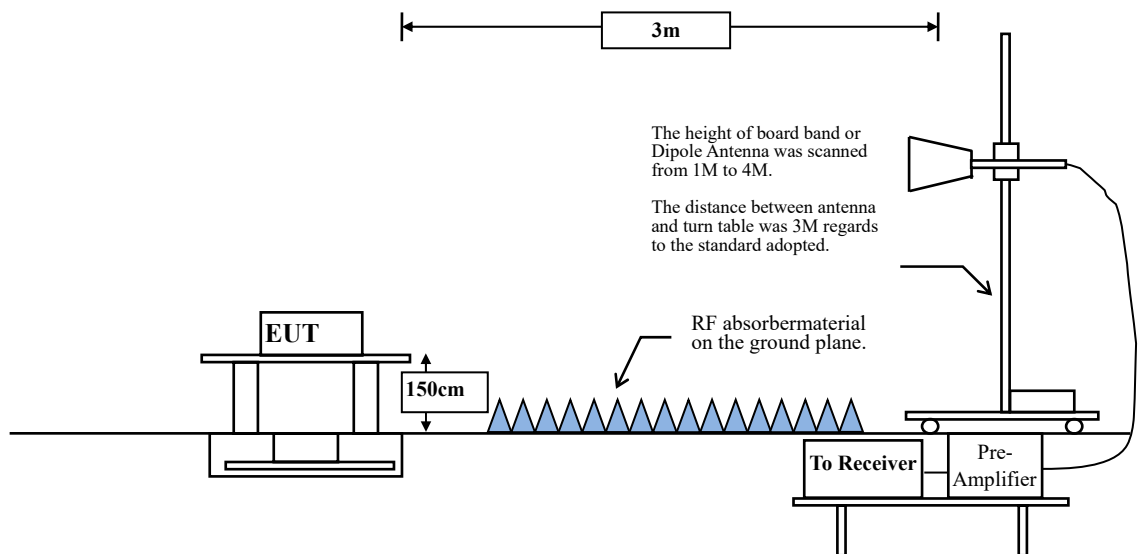 3m
The height of board band or
Dipole Antenna was scanned
from 1M to 4M.
The distance between antenna
and turn table was 3M regards
to the standard adopted.
EUT
RF absorbermaterial
on the ground plane.
150cm
To Receiver
Pre-
Amplifier